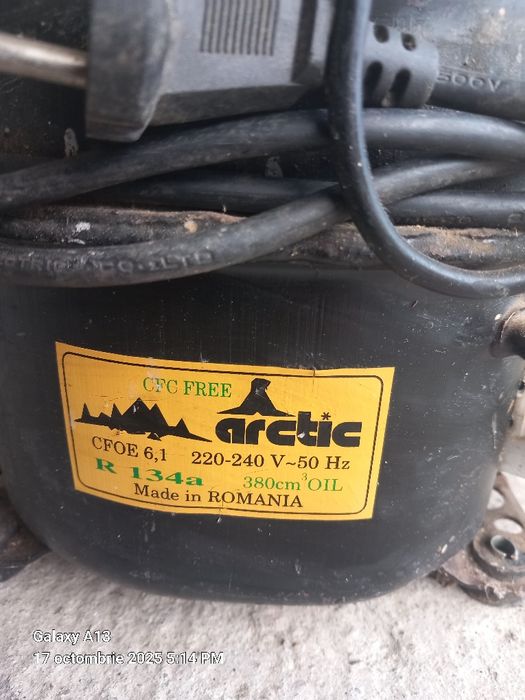 500V
CFC FREE
arctic
CFOE 6,1 220-240 V~50 Hz
R 134a 380cm³OIL
Made in ROMANIA
Galaxy A13
17 octombrie 2025 5:14 PM